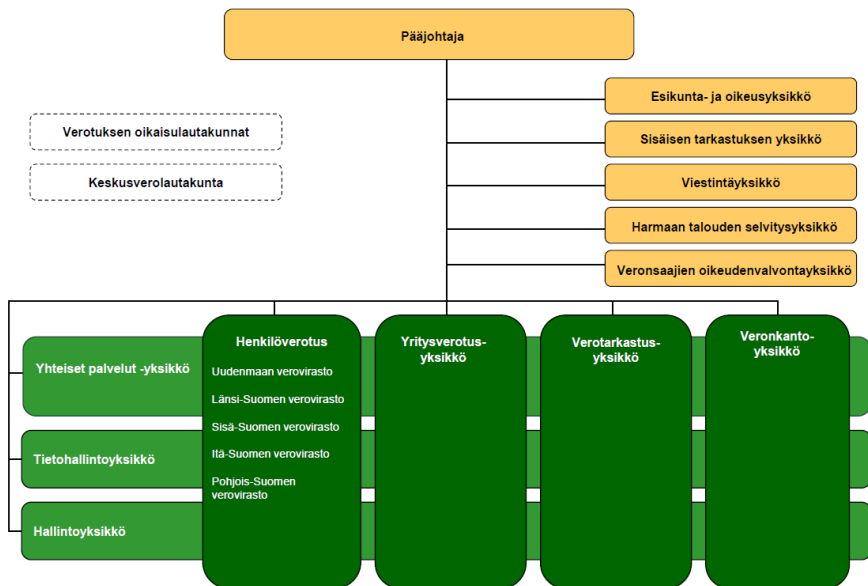 Pääjohtaja
Esikunta- ja oikeusyksikkö
Verotuksen oikaisulautakunnat
Sisäisen tarkastuksen yksikkö
Keskusverolautakunta
Viestintäyksikkö
Harmaan talouden selvitysyksikkö
Veronsaajien oikeudenvalvontayksikkö
Yhteiset palvelut -yksikkö
Tietohallintoyksikkö
Hallintoyksikkö
Henkilöverotus
Uudenmaan verovirasto
Länsi-Suomen verovirasto
Sisä-Suomen verovirasto
Itä-Suomen verovirasto
Pohjois-Suomen
verovirasto
Yritysverotus-
yksikkö
Verotarkastus-
yksikkö
Veronkanto-
yksikkö